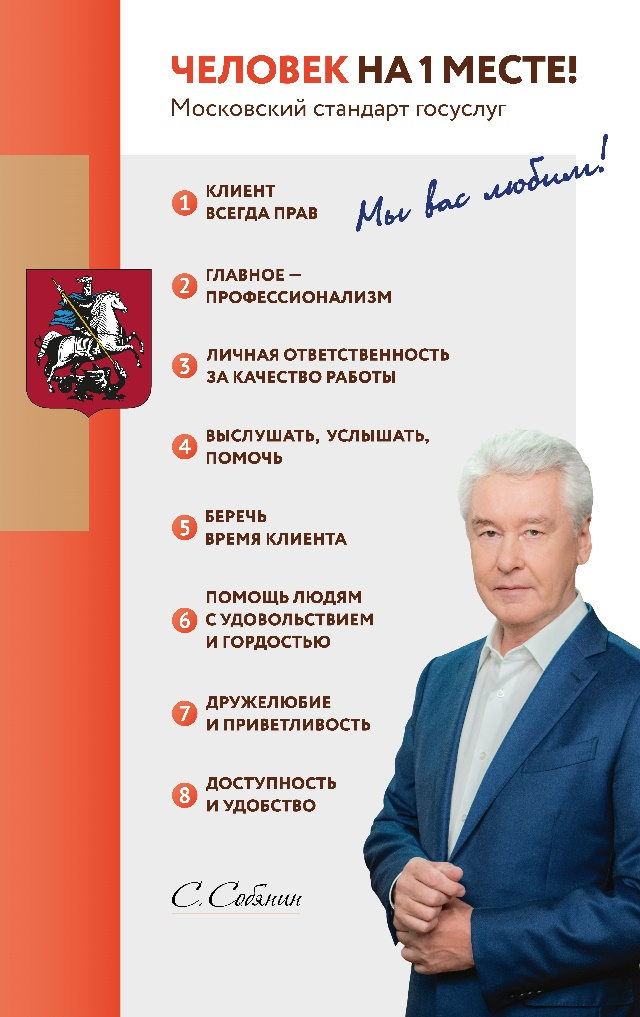 ЧЕЛОВЕК НА 1 МЕСТЕ!
Московский стандарт госуслуг
Мы вас любим!
1 КЛИЕНТ
ВСЕГДА ПРАВ
2 ГЛАВНОЕ –
ПРОФЕССИОНАЛИЗМ
3 ЛИЧНАЯ ОТВЕТСТВЕННОСТЬ
ЗА КАЧЕСТВО РАБОТЫ
4 ВЫСЛУШАТЬ, УСЛЫШАТЬ,
ПОМОЧЬ
5 БЕРЕЧЬ
ВРЕМЯ КЛИЕНТА
6 ПОМОЩЬ ЛЮДЯМ
С УДОВОЛЬСТВИЕМ
И ГОРДОСТЬЮ
7 ДРУЖЕЛЮБИЕ
И ПРИВЕТЛИВОСТЬ
8 ДОСТУПНОСТЬ
И УДОБСТВО
С. Собянин